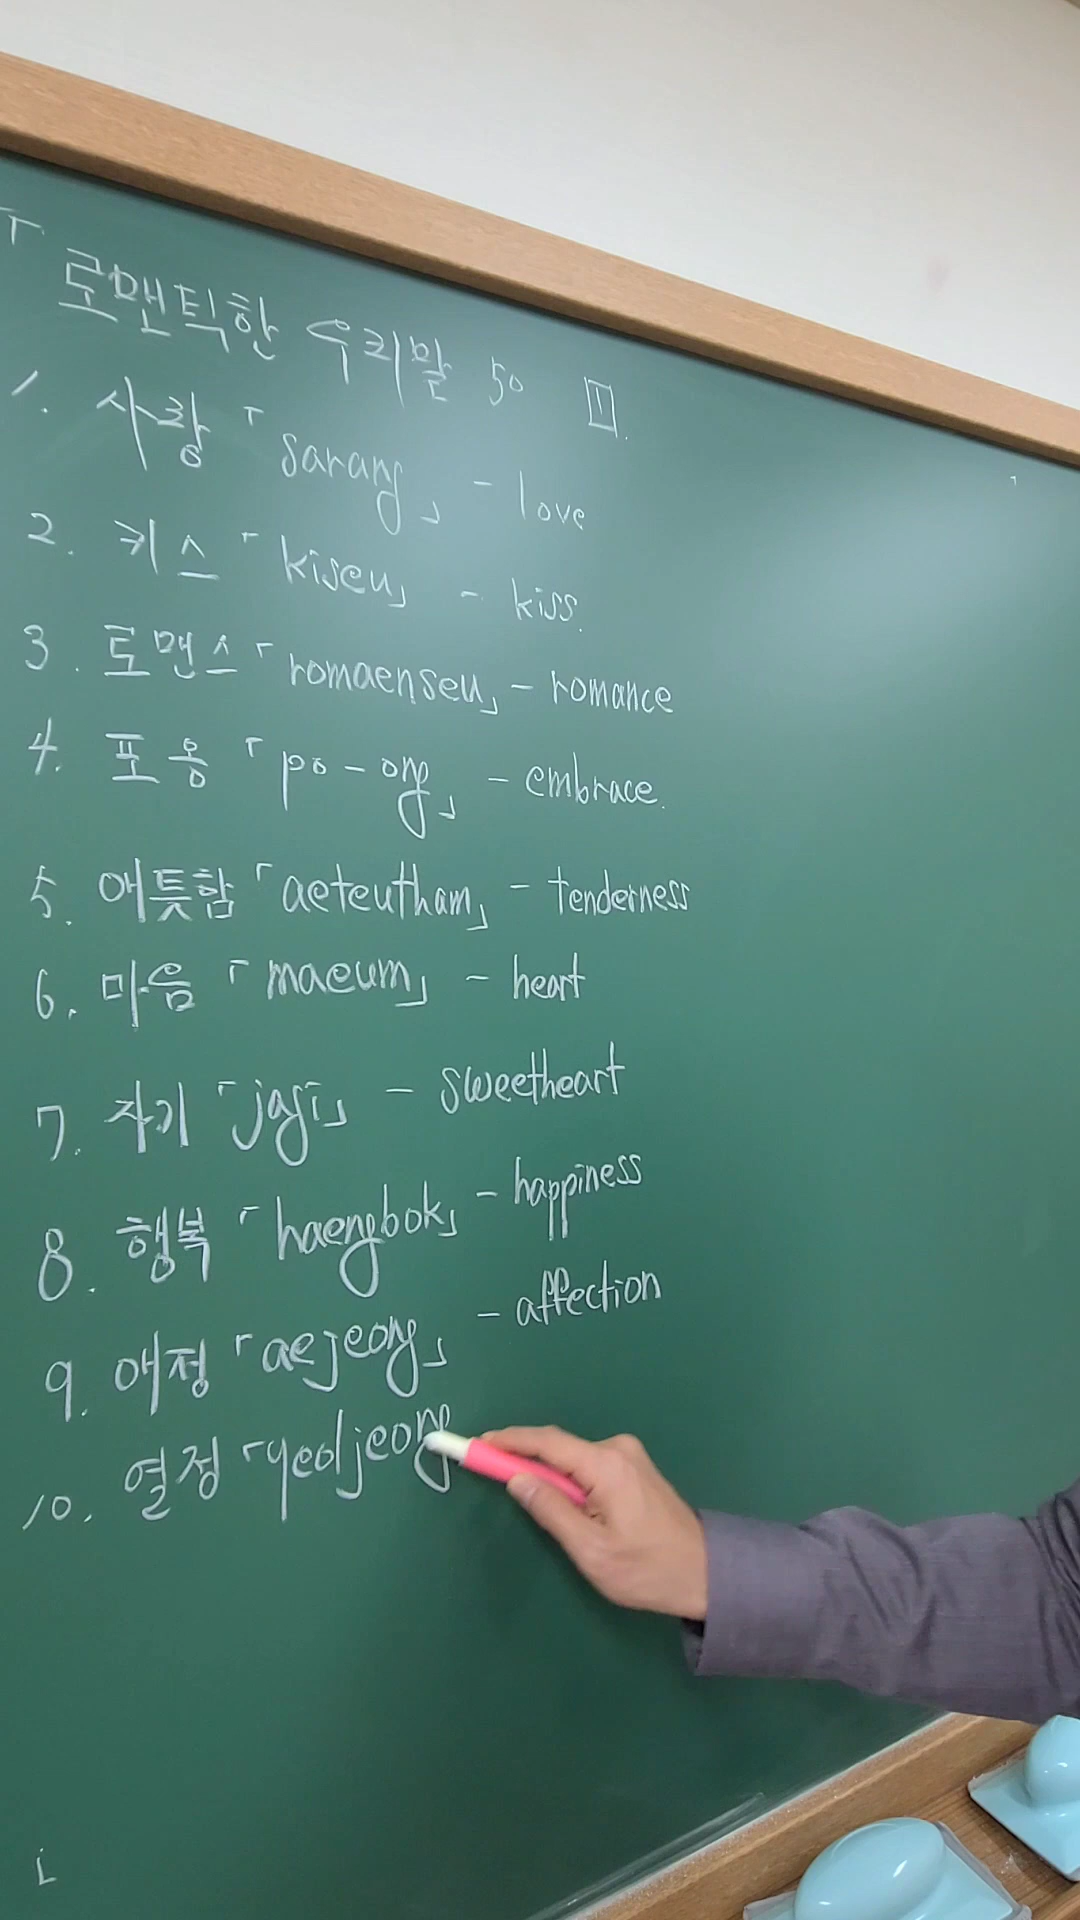 로맨틱한 우리말 50 1.
1. 사랑 「sarang」 - love
2. 키스 「kiseu」 - kiss.
3. 로맨스 「romaenseu」 - romance
4. 포옹 「po-ong」 - embrace.
5. 애틋함 「aeteutham」 - tenderness
6. 마음 「maeum」 - heart
7. 자기 「jagi」 - sweetheart
8. 행복 「haengbok」 - happiness
9. 애정 「aejeong」 - affection
10. 열정 「yeoljeong